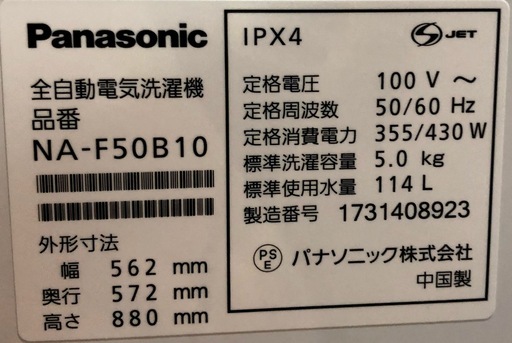 Panasonic
全自動電気洗濯機
品番
NA-F50B10
外形寸法
幅 562 mm
奥行 572 mm
高さ 880 mm
IPX4
S JET
定格電圧 100 V ～
定格周波数 50/60 Hz
定格消費電力 355/430 W
標準洗濯容量 5.0 kg
標準使用水量 114 L
製造番号 1731408923
PS
E
パナソニック株式会社
中国製